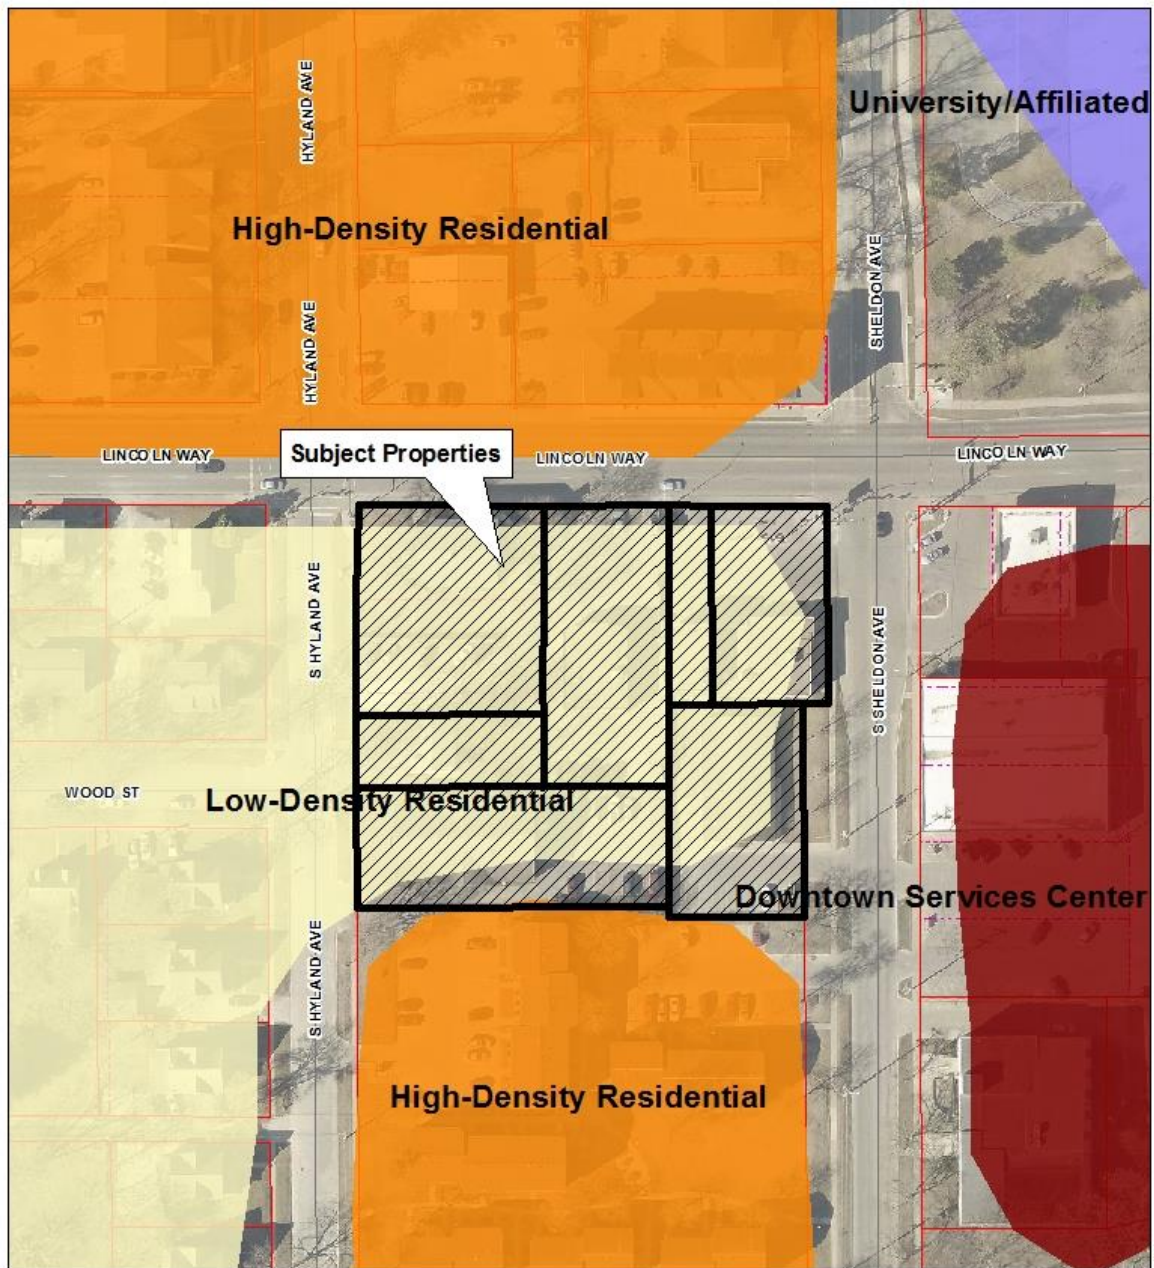 HYLAND AVE
University/Affiliated
High-Density Residential
SHELDON AVE
HYLAND AVE
LINCOLN WAY
Subject Properties
LINCOLN WAY
LINCOLN WAY
S HYLAND AVE
S SHELDON AVE
WOOD ST
Low-Density Residential
Downtown Services Center
S HYLAND AVE
High-Density Residential